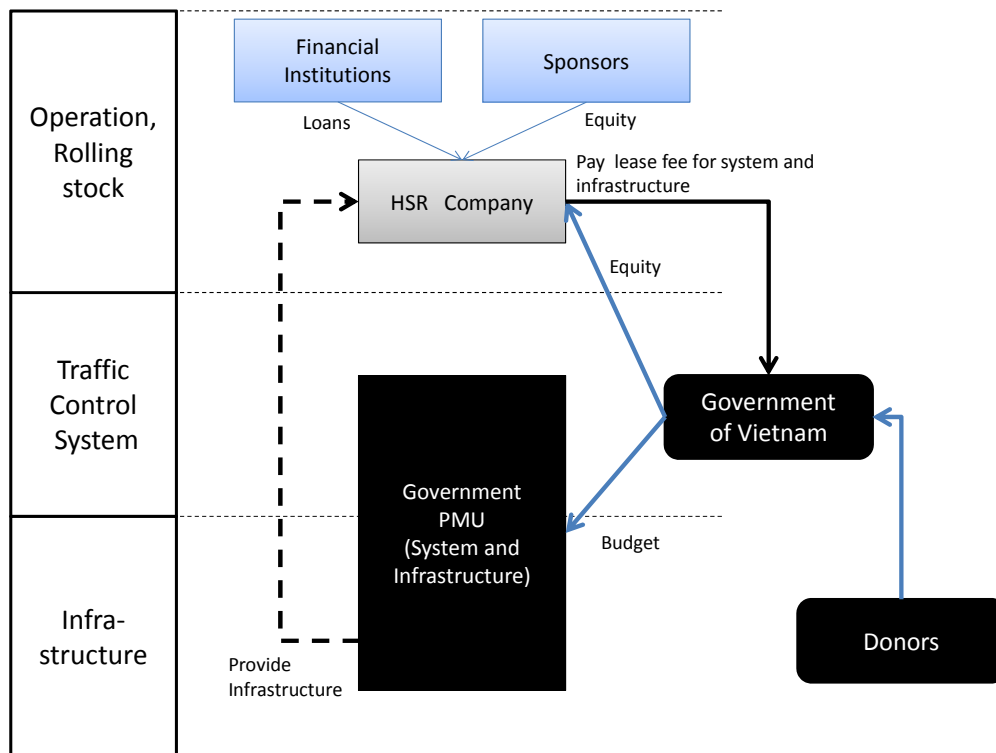 Operation,
Rolling
stock
Traffic
Control
System
Infra-
structure
Financial
Institutions
Sponsors
Loans
Equity
HSR Company
Pay lease fee for system and
infrastructure
Equity
Government
of Vietnam
Government
PMU
(System and
Infrastructure)
Budget
Donors
Provide
Infrastructure